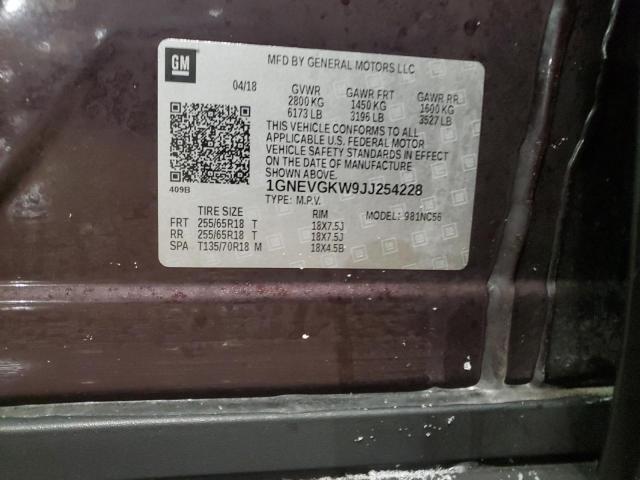 GM
MFD BY GENERAL MOTORS LLC
04/18 GVWR GAWR FRT GAWR RR
2800 KG 1450 KG 1600 KG
6173 LB 3196 LB 3527 LB
THIS VEHICLE CONFORMS TO ALL
APPLICABLE U.S. FEDERAL MOTOR
VEHICLE SAFETY STANDARDS IN EFFECT
ON THE DATE OF MANUFACTURE
SHOWN ABOVE.
409B
1GNEVGKW9JJ254228
TYPE: M.P.V.
TIRE SIZE RIM MODEL: 981NC56
FRT 255/65R18 T 18X7.5J
RR 255/65R18 T 18X7.5J
SPA T135/70R18 M 18X4.5B